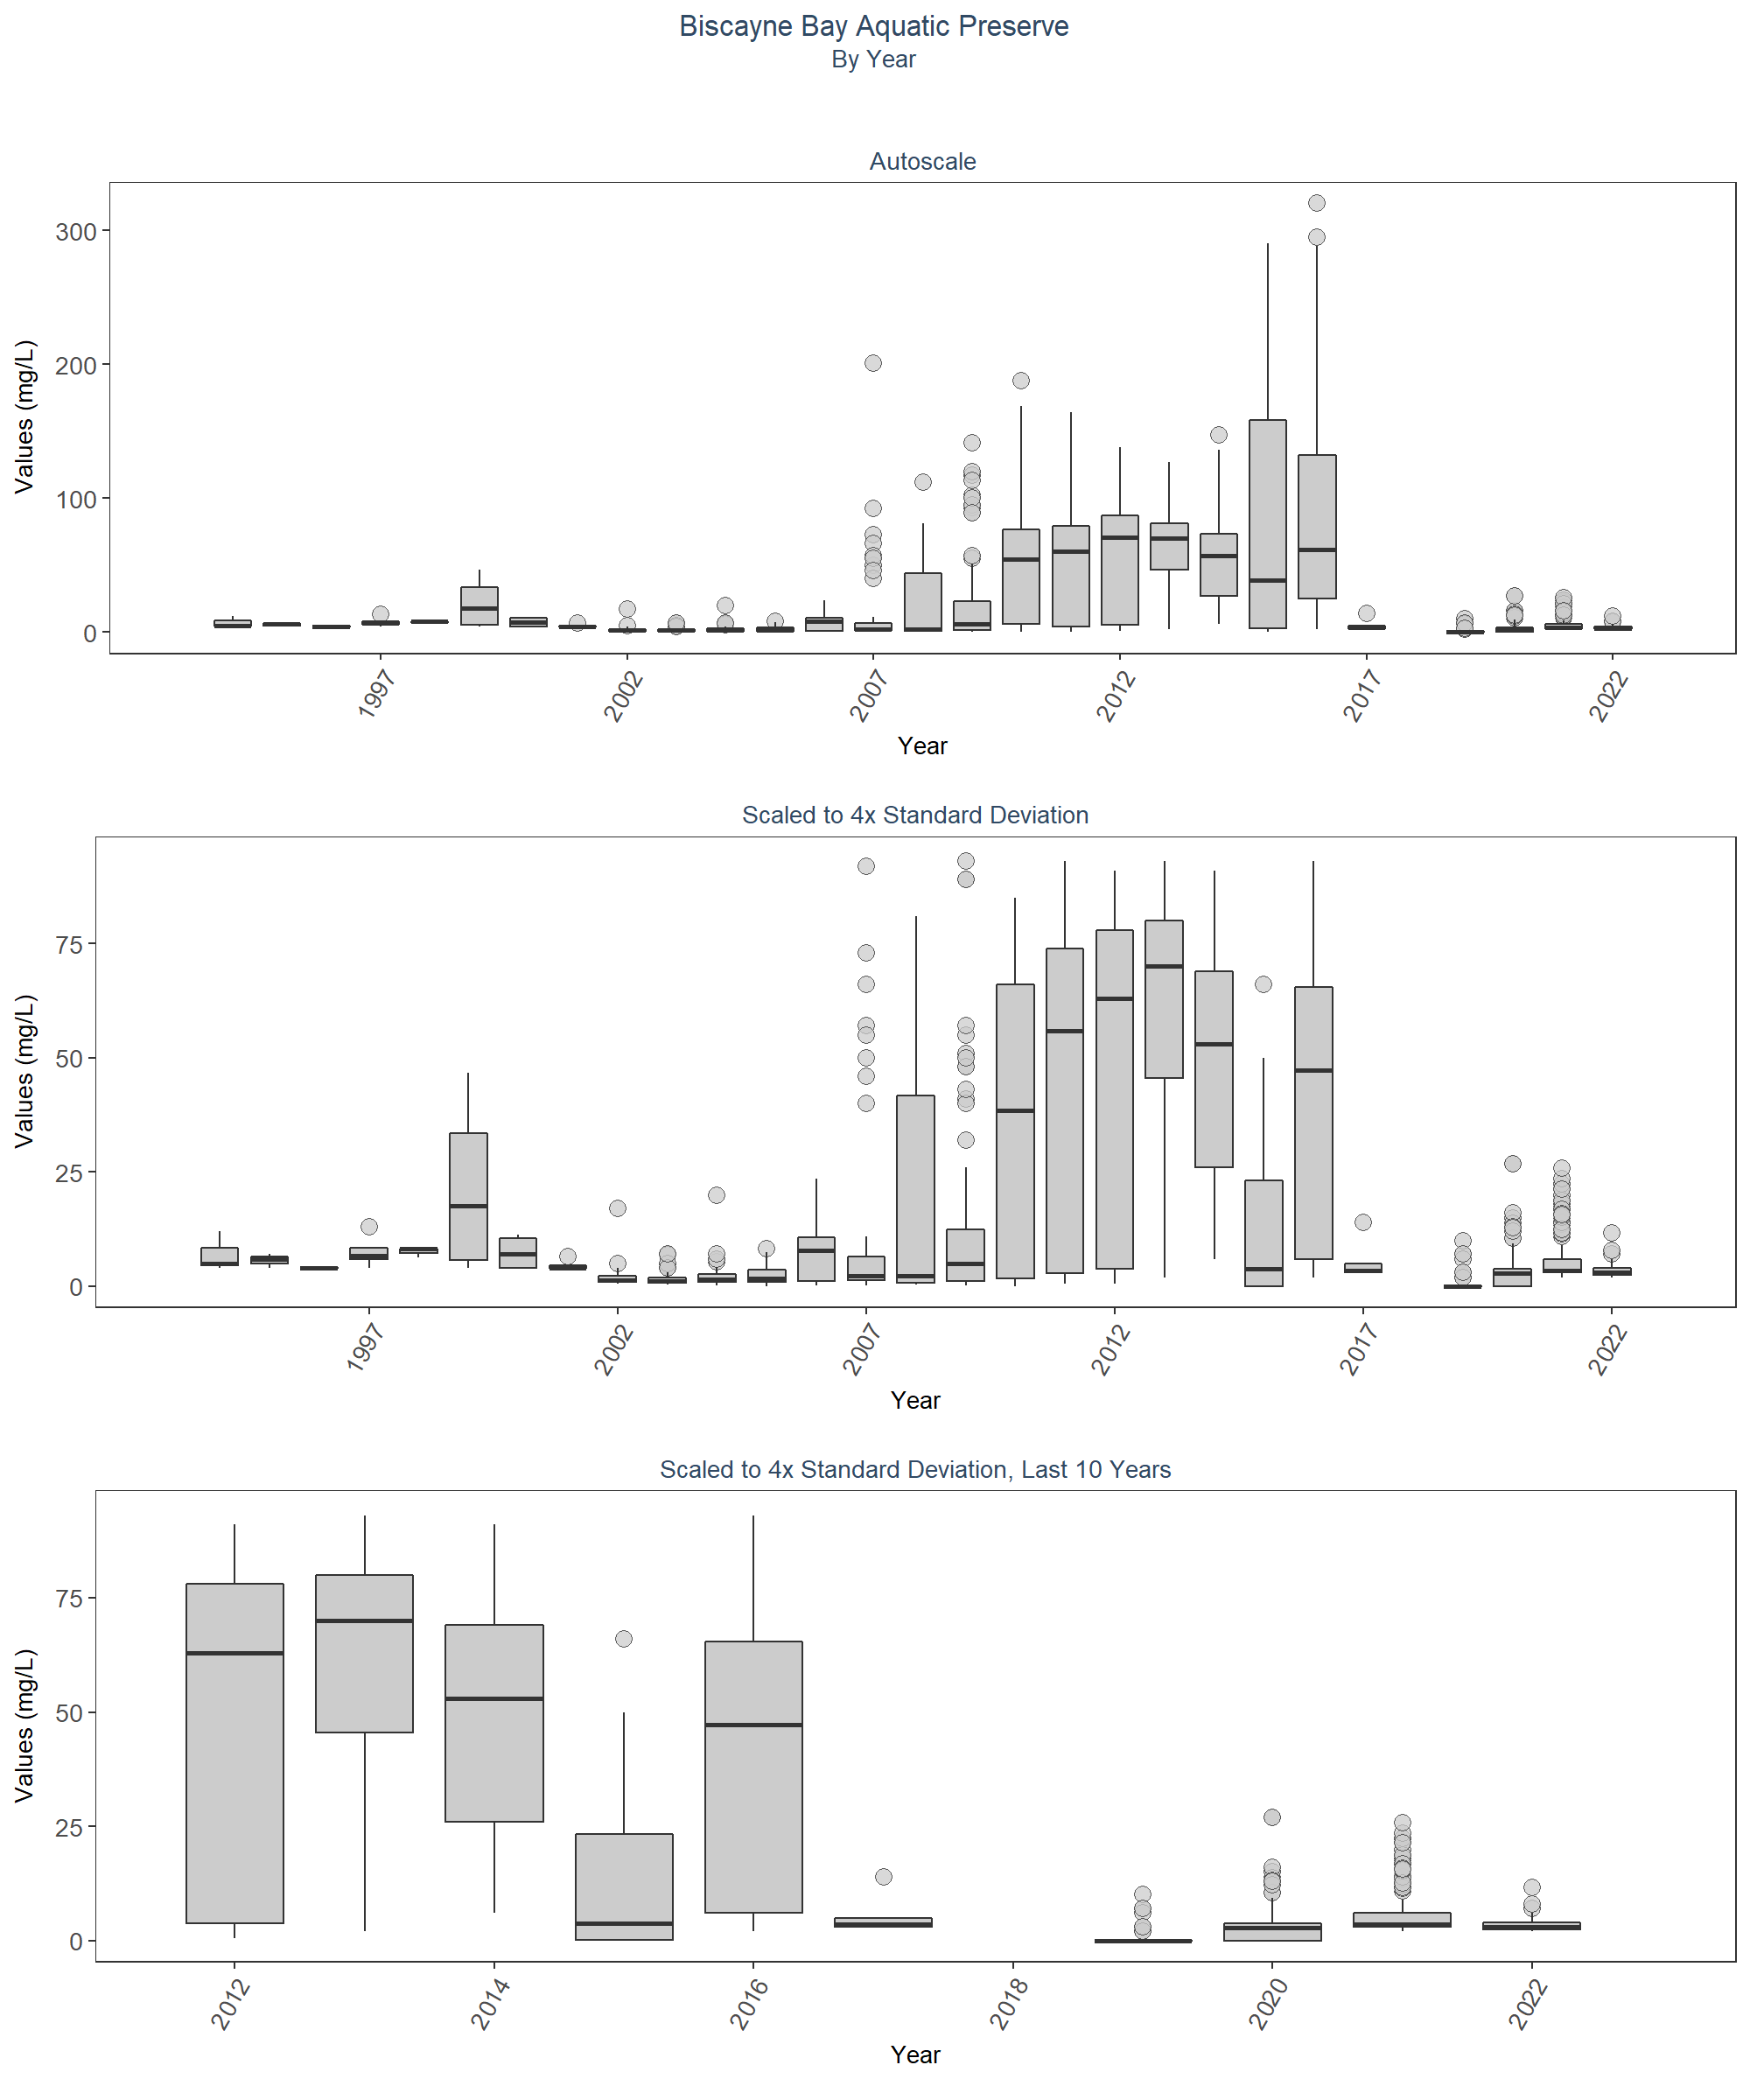 Biscayne Bay Aquatic Preserve
By Year
Autoscale
Values (mg/L)
300
200
100
0
1997
2002
2007
2012
2017
2022
Year
Scaled to 4x Standard Deviation
Values (mg/L)
75
50
25
0
1997
2002
2007
2012
2017
2022
Year
Scaled to 4x Standard Deviation, Last 10 Years
Values (mg/L)
75
50
25
0
2012
2014
2016
2018
2020
2022
Year